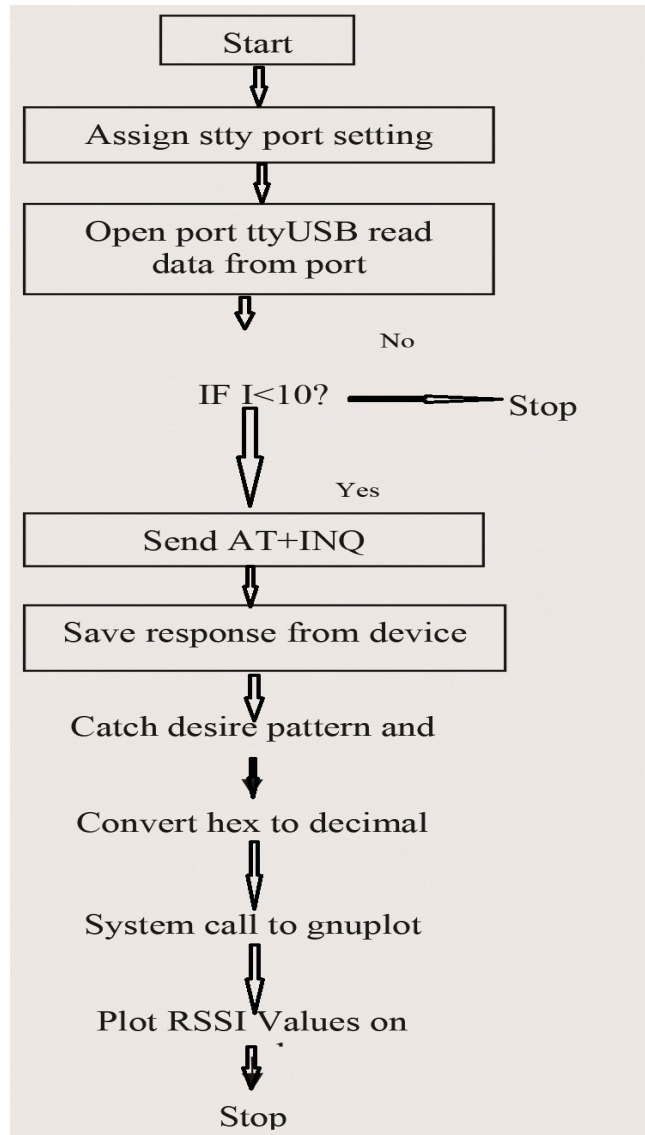 Start
Assign stty port setting
Open port ttyUSB read
data from port
No
IF I<10?
Stop
Yes
Send AT+INQ
Save response from device
Catch desire pattern and
Convert hex to decimal
System call to gnuplot
Plot RSSI Values on
Stop